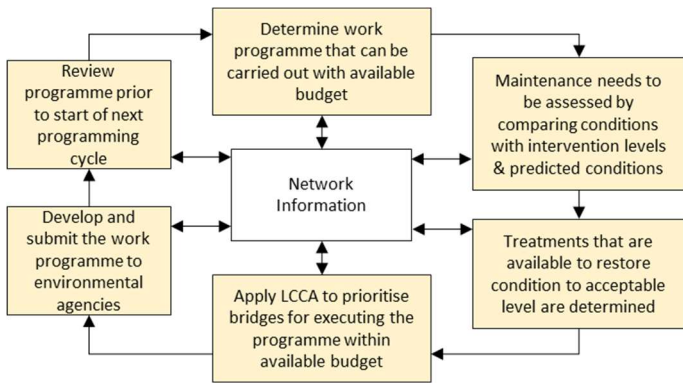 Determine work
programme that can be
carried out with available
budget
Maintenance needs to
be assessed by
comparing conditions
with intervention levels
& predicted conditions
Treatments that are
available to restore
condition to acceptable
level are determined
Apply LCCA to prioritise
bridges for executing the
programme within
available budget
Develop and
submit the work
programme to
environmental
agencies
Review
programme prior
to start of next
programming
cycle
Network
Information